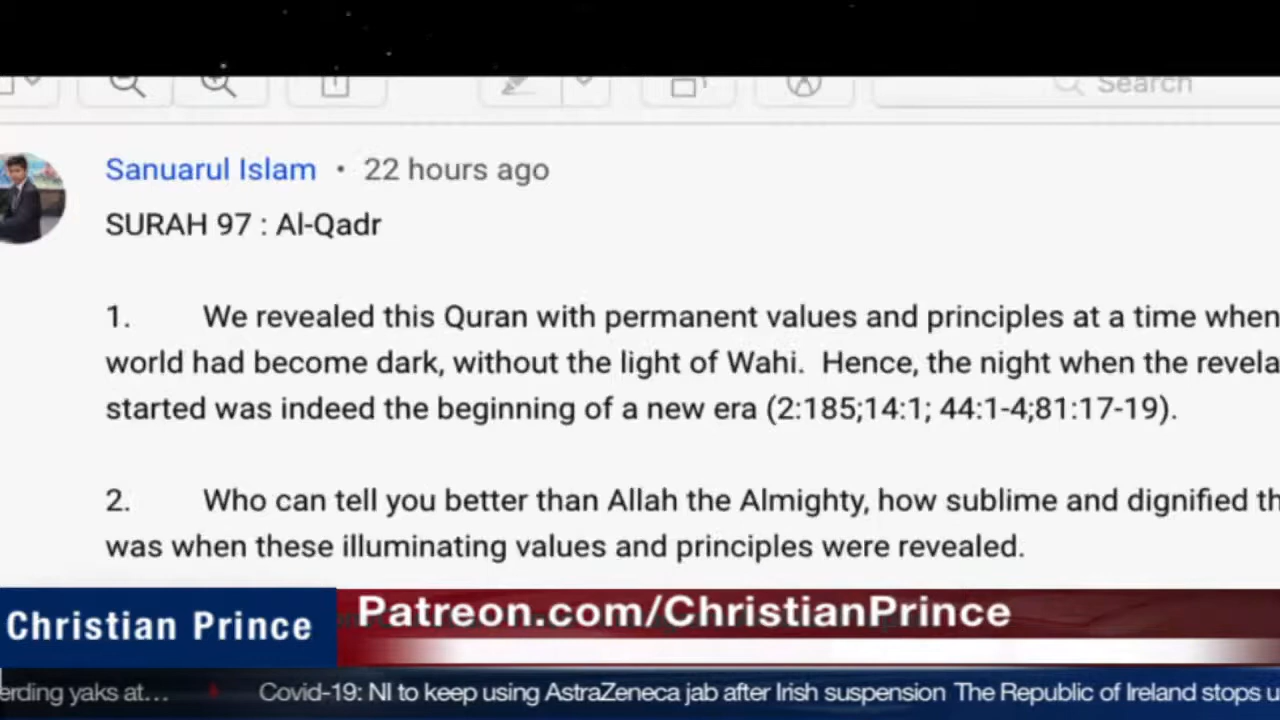 Search
Sanuarul Islam • 22 hours ago
SURAH 97 : Al-Qadr
1. We revealed this Quran with permanent values and principles at a time when
world had become dark, without the light of Wahi. Hence, the night when the
started was indeed the beginning of a new era (2:185;14:1; 44:1-4;81:17-19).
2. Who can tell you better than Allah the Almighty, how sublime and dignified
was when these illuminating values and principles were revealed.
Christian Prince
Patreon.com/ChristianPrince
yaks at... Covid-19: NI to keep using AstraZeneca jab after Irish suspension The Republic of Ireland stops